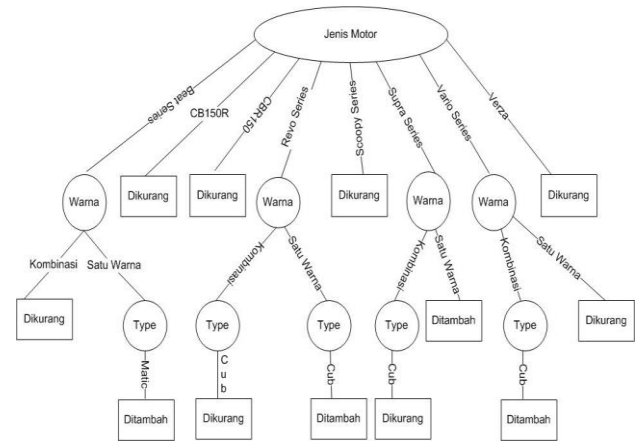 Jenis Motor
Beat Series
CB150R
CBR150
Revo Series
Scoopy Series
Supra Series
Vario Series
Verza
Warna
Dikurang
Dikurang
Warna
Dikurang
Warna
Warna
Dikurang
Kombinasi
Satu Warna
Kombinasi
Satu Warna
Kombinasi
Satu Warna
Kombinasi
Satu Warna
Dikurang
Type
Type
Type
Type
Ditambah
Type
Dikurang
Matic
Cub
Cub
Cub
Cub
Ditambah
Dikurang
Ditambah
Dikurang
Ditambah